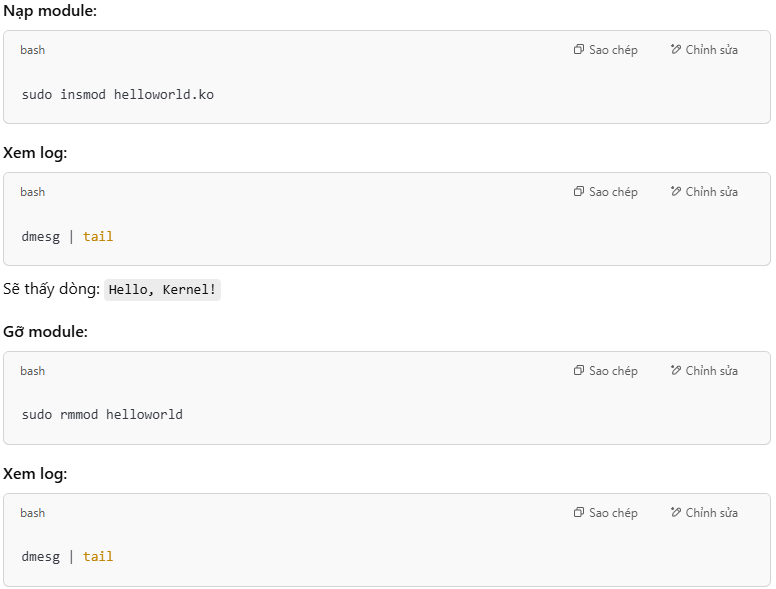 Nạp module:
bash Sao chép Chỉnh sửa
sudo insmod helloworld.ko
Xem log:
bash Sao chép Chỉnh sửa
dmesg | tail
Sẽ thấy dòng: Hello, Kernel!
Gỡ module:
bash Sao chép Chỉnh sửa
sudo rmmod helloworld
Xem log:
bash Sao chép Chỉnh sửa
dmesg | tail